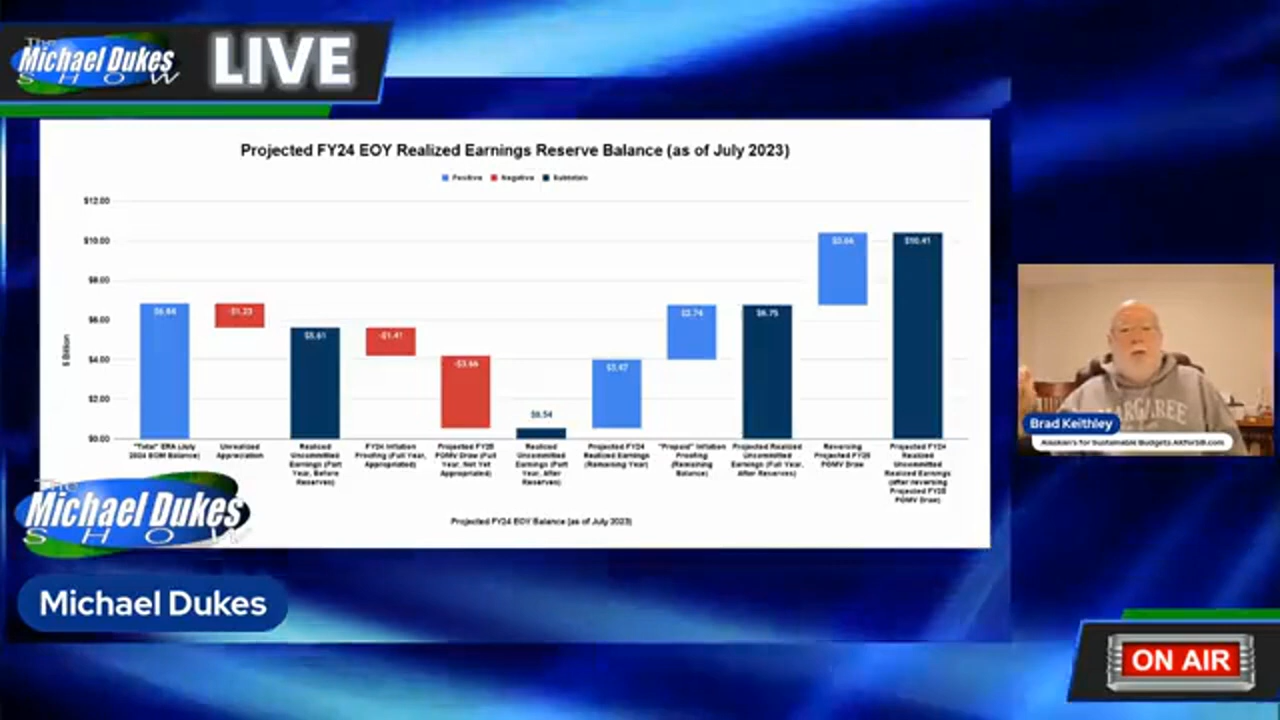 The
Michael Dukes
SHOW
LIVE
Projected FY24 EOY Realized Earnings Reserve Balance (as of July 2023)
Positive Negative Subtotals
$12.00
$10.00
$8.00
$6.00
$4.00
$2.00
$0.00
$ Billion
$6.84
-$1.23
$5.61
-$1.41
-$3.66
$0.54
$3.47
$2.74
$6.75
$3.66
$10.41
"Total" ERA (July
2023 BOM Balance)
Unrealized
Appreciation
Realized
Uncommitted
Earnings (Part
Year, Before
Reserves)
FY24 Inflation
Proofing (Full Year,
Appropriated)
Projected FY25
POMV Draw (Full
Year, Not Yet
Appropriated)
Realized
Uncommitted
Earnings (Part
Year, After
Reserves)
Projected FY24
Realized Earnings
(Remaining Year)
"Prepaid" Inflation
Proofing
(Remaining
Balance)
Projected Realized
Uncommitted
Earnings (Full Year,
After Reserves)
Reversing
Projected FY25
POMV Draw
Projected FY24
Realized
Uncommitted
Realized Earnings
(after reversing
Projected FY25
POMV Draw)
Projected FY24 EOY Balance (as of July 2023)
The
Michael Dukes
SHOW
Michael Dukes
MARGAREE
Brad Keithley
Alaskan's for Sustainable Budgets AKforSB.com
ON AIR